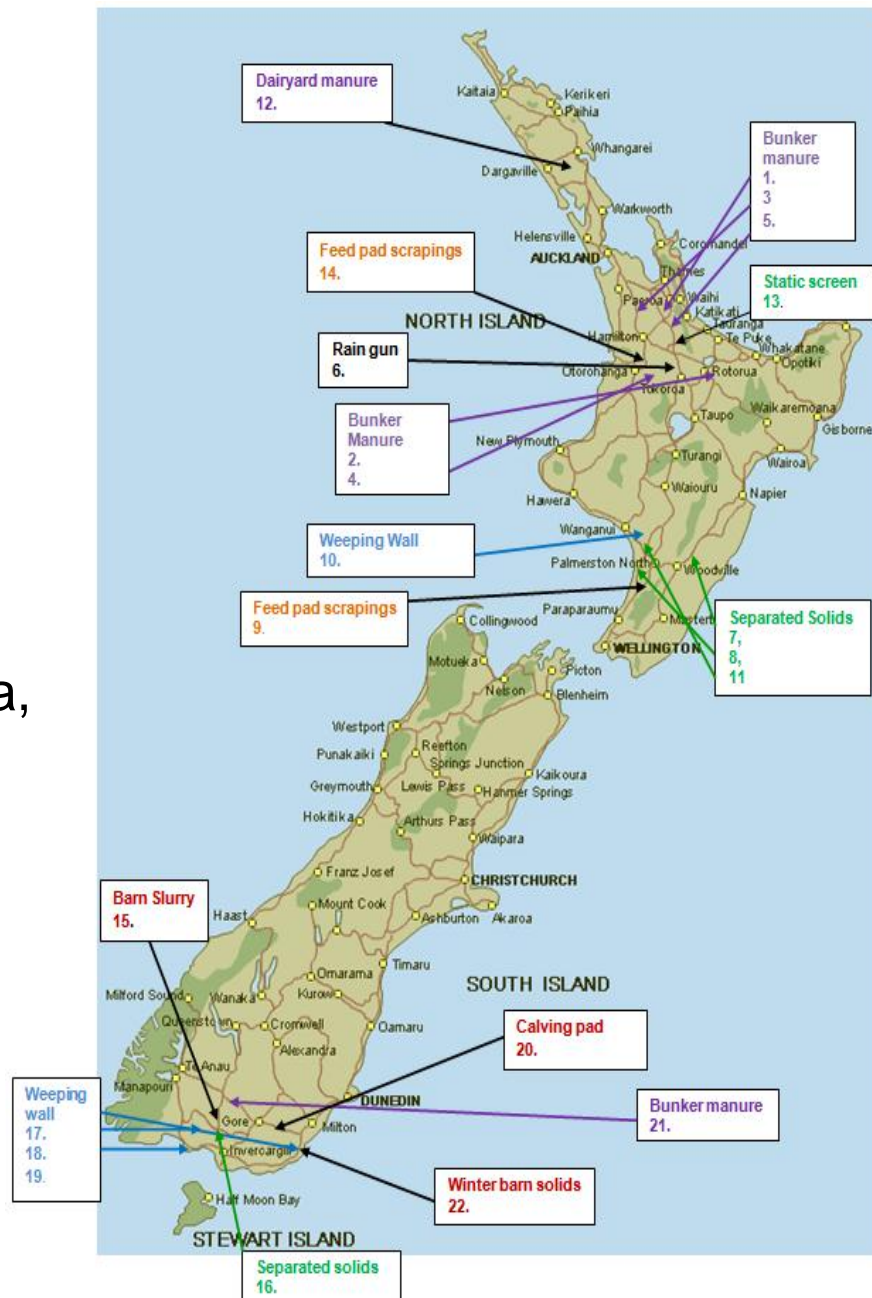 Dairyard manure
12.
Kaitaia
Kerikeri
Paihia
Whangarei
Dargaville
Bunker
manure
1.
3
5.
Warkworth
Helensville
Coromandel
AUCKLAND
Feed pad scrapings
14.
Thames
Static screen
13.
Paeroa
Waihi
Katikati
Tauranga
NORTH ISLAND
Hamilton
Te Puke
Whakatane
Opotiki
Rain gun
6.
Otorohanga
Rotorua
Tokoroa
Bunker
Manure
2.
4.
Taupo
Waikaremoana
Gisborne
New Plymouth
Turangi
Wairoa
Waiouru
Napier
Hawera
Wanganui
Weeping Wall
10.
Palmerston North
Woodville
Feed pad scrapings
9.
Paraparaumu
Separated Solids
7,
8,
11
Collingwood
WELLINGTON
a,
Motueka
Picton
Nelson
Blenheim
Westport
Punakaiki
Reefton
Springs Junction
Kaikoura
Greymouth
Lewis Pass
Hanmer Springs
Hokitika
Arthurs Pass
Waipara
Franz Josef
CHRISTCHURCH
Barn Slurry
15.
Mount Cook
Haast
Ashburton
Akaroa
Timaru
Omarama
SOUTH ISLAND
Milford Sound
Wanaka
Kurow
Queenstown
Cromwell
Oamaru
Calving pad
20.
Alexandra
Te Anau
Manapouri
DUNEDIN
Weeping
wall
17.
18.
19.
Gore
Milton
Bunker manure
21.
Invercargill
Winter barn solids
22.
Half Moon Bay
STEWART ISLAND
Separated solids
16.